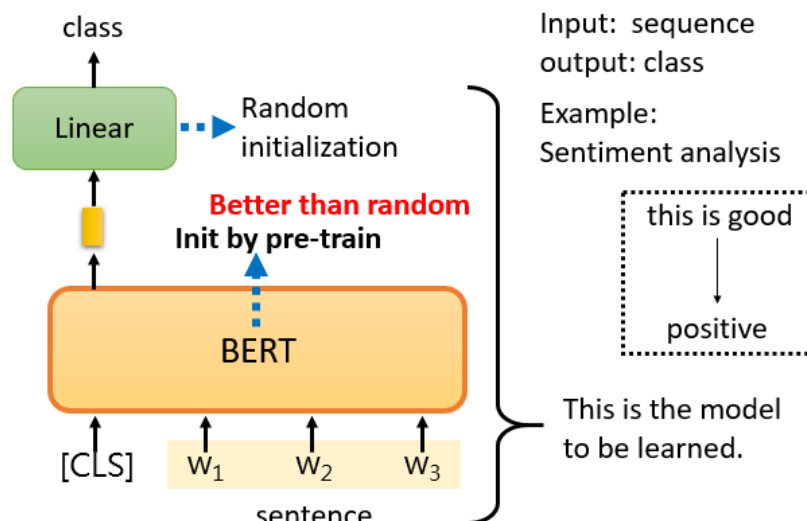 class
Linear
Random
initialization
Better than random
Init by pre-train
BERT
[CLS] w1 w2 w3
sentence
Input: sequence
output: class
Example:
Sentiment analysis
this is good
positive
This is the model
to be learned.